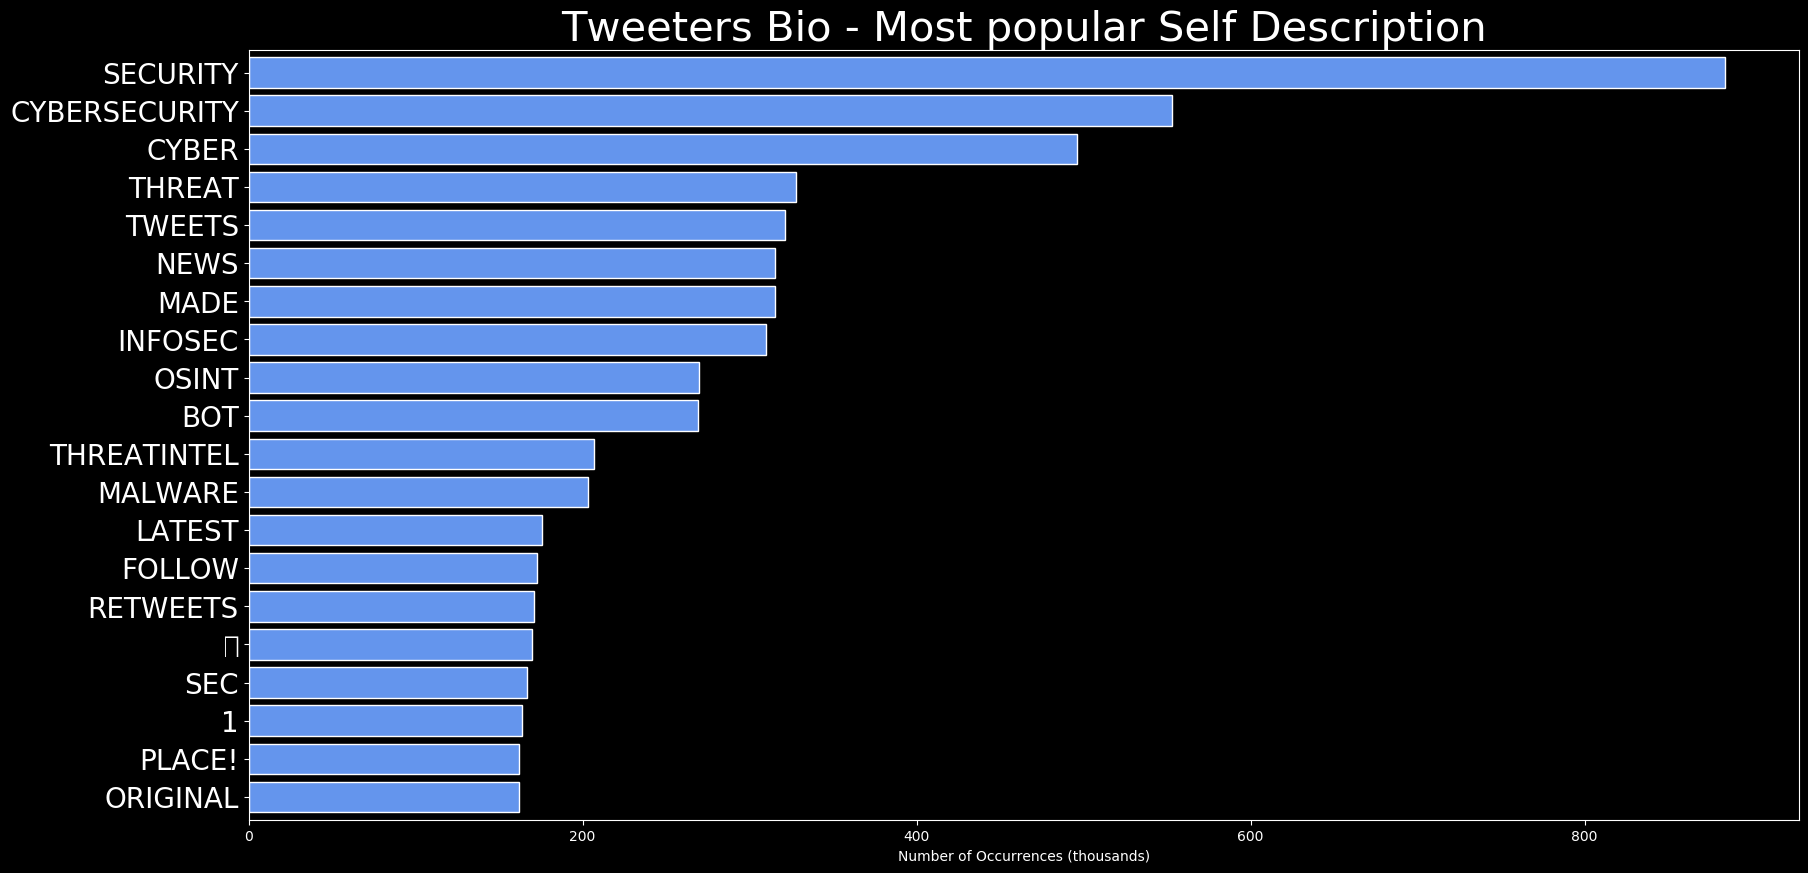 Tweeters Bio - Most popular Self Description
SECURITY
CYBERSECURITY
CYBER
THREAT
TWEETS
NEWS
MADE
INFOSEC
OSINT
BOT
THREATINTEL
MALWARE
LATEST
FOLLOW
RETWEETS
SEC
1
PLACE!
ORIGINAL
0 200 400 600 800
Number of Occurrences (thousands)